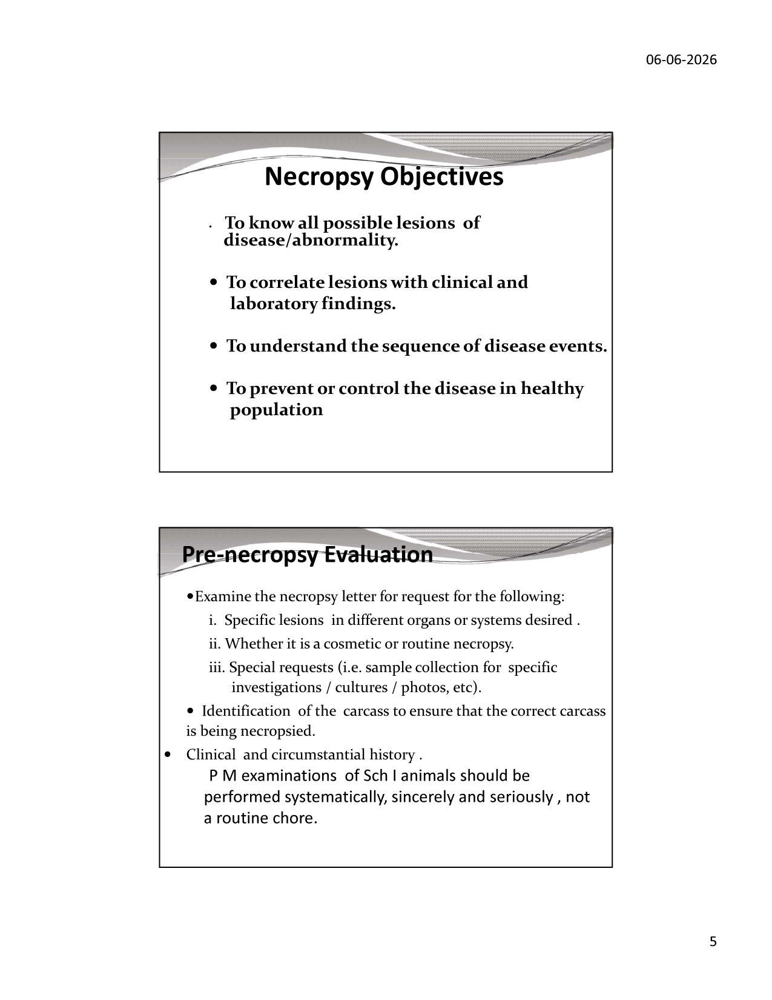 06-06-2026
Necropsy Objectives
. To know all possible lesions of
disease/abnormality.
• To correlate lesions with clinical and
laboratory findings.
• To understand the sequence of disease events.
• To prevent or control the disease in healthy
population
Pre-necropsy Evaluation
•Examine the necropsy letter for request for the following:
i. Specific lesions in different organs or systems desired .
ii. Whether it is a cosmetic or routine necropsy.
iii. Special requests (i.e. sample collection for specific
investigations / cultures / photos, etc).
• Identification of the carcass to ensure that the correct carcass
is being necropsied.
• Clinical and circumstantial history .
P M examinations of Sch I animals should be
performed systematically, sincerely and seriously , not
a routine chore.
5